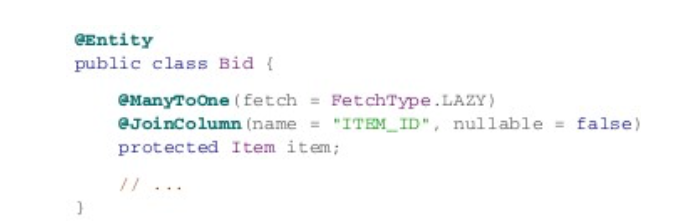 @Entity
public class Bid {
@ManyToOne(fetch = FetchType.LAZY)
@JoinColumn(name = "ITEM_ID", nullable = false)
protected Item item;
// ...
}